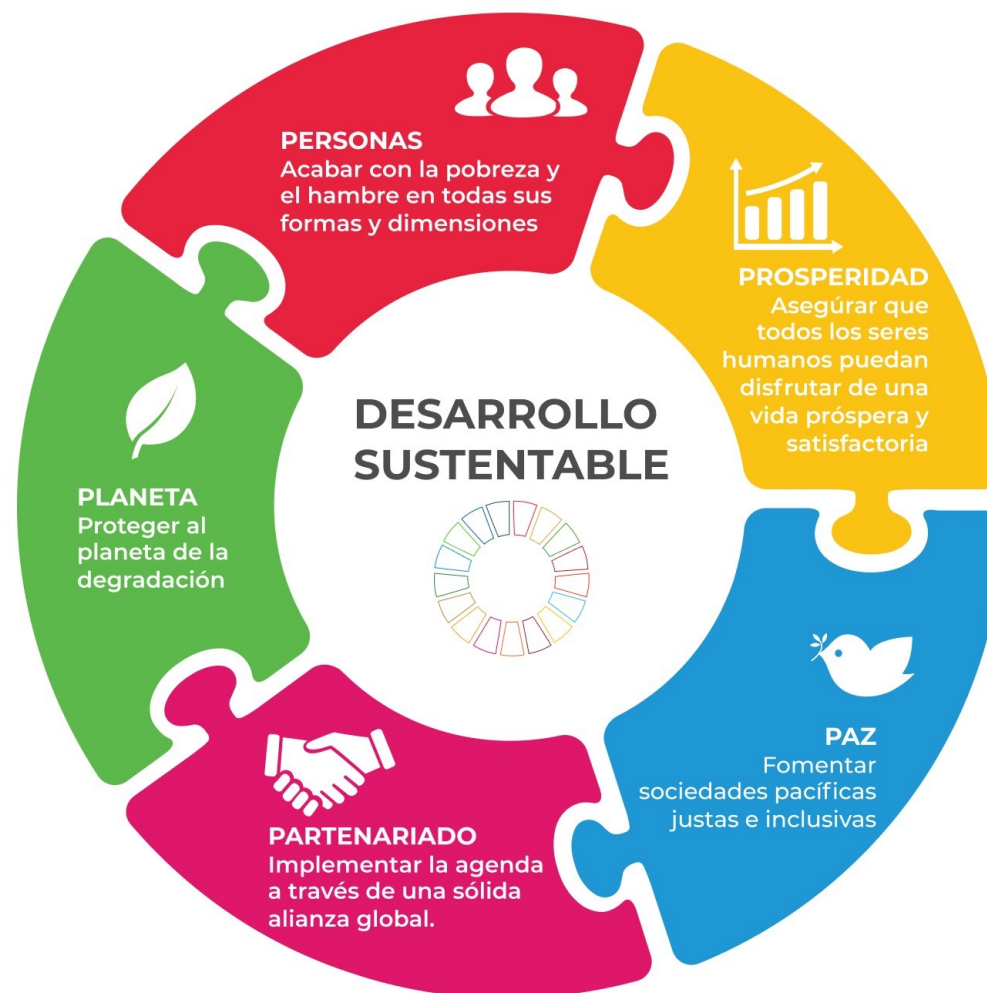 PERSONAS
Acabar con la pobreza y
el hambre en todas sus
formas y dimensiones
PROSPERIDAD
Asegúrar que
todos los seres
humanos puedan
disfrutar de una
vida próspera y
satisfactoria
DESARROLLO
SUSTENTABLE
PLANETA
Proteger al
planeta de la
degradación
PAZ
Fomentar
sociedades pacíficas
justas e inclusivas
PARTENARIADO
Implementar la agenda
a través de una sólida
alianza global.